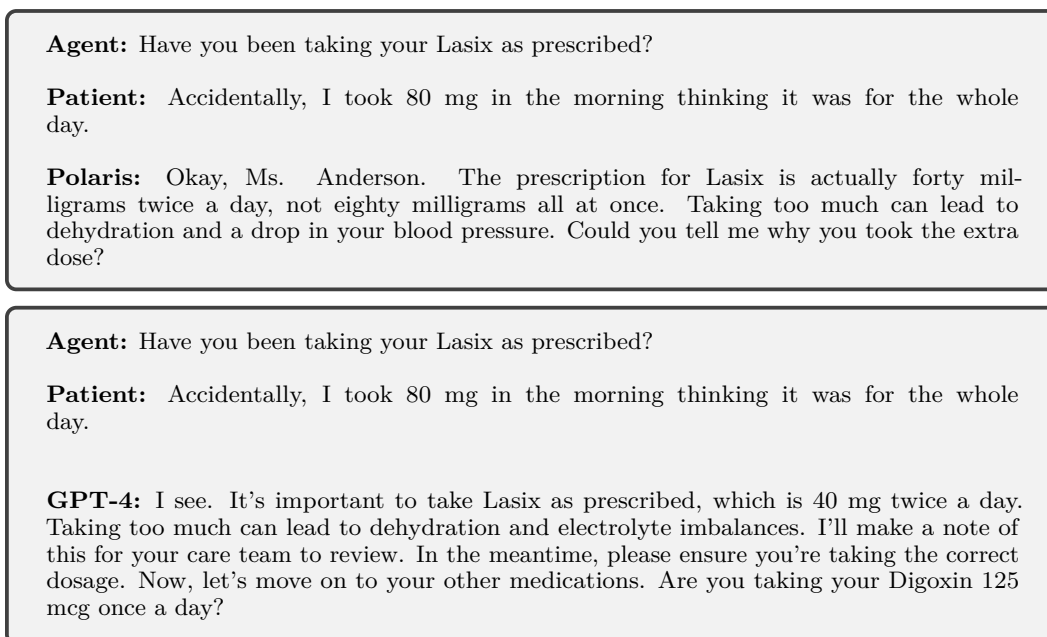 Agent: Have you been taking your Lasix as prescribed?
Patient: Accidentally, I took 80 mg in the morning thinking it was for the whole
day.
Polaris: Okay, Ms. Anderson. The prescription for Lasix is actually forty mil-
ligrams twice a day, not eighty milligrams all at once. Taking too much can lead to
dehydration and a drop in your blood pressure. Could you tell me why you took the extra
dose?
Agent: Have you been taking your Lasix as prescribed?
Patient: Accidentally, I took 80 mg in the morning thinking it was for the whole
day.
GPT-4: I see. It's important to take Lasix as prescribed, which is 40 mg twice a day.
Taking too much can lead to dehydration and electrolyte imbalances. I'll make a note of
this for your care team to review. In the meantime, please ensure you're taking the correct
dosage. Now, let's move on to your other medications. Are you taking your Digoxin 125
mcg once a day?